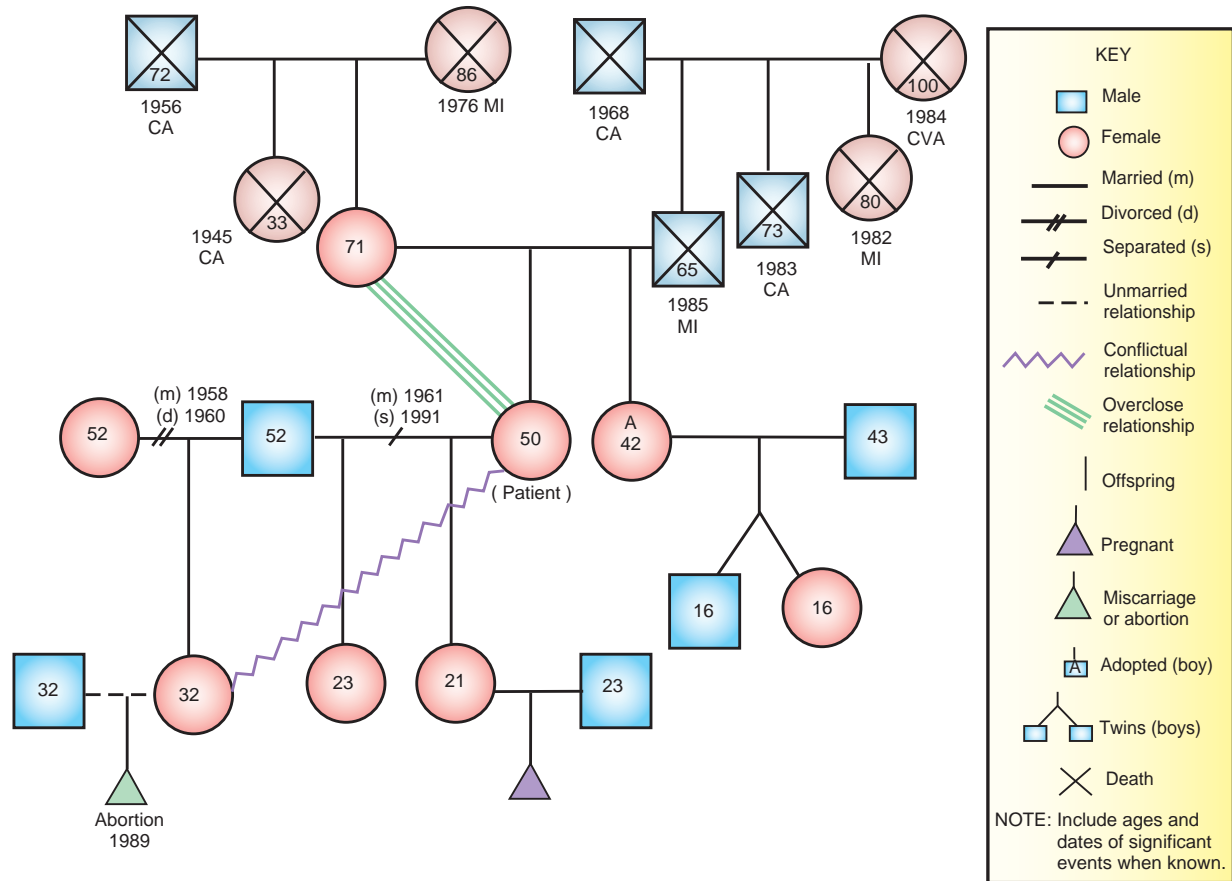 72
1956
CA
86
1976 MI
1968
CA
100
1984
CVA
33
1945
CA
71
65
1985
MI
73
1983
CA
80
1982
MI
52
(m) 1958
(d) 1960
52
(m) 1961
(s) 1991
50
( Patient )
A
42
43
16
16
32
32
23
21
23
Abortion
1989
KEY
Male
Female
Married (m)
Divorced (d)
Separated (s)
Unmarried
relationship
Conflictual
relationship
Overclose
relationship
Offspring
Pregnant
Miscarriage
or abortion
A
Adopted (boy)
Twins (boys)
Death
NOTE: Include ages and
dates of significant
events when known.